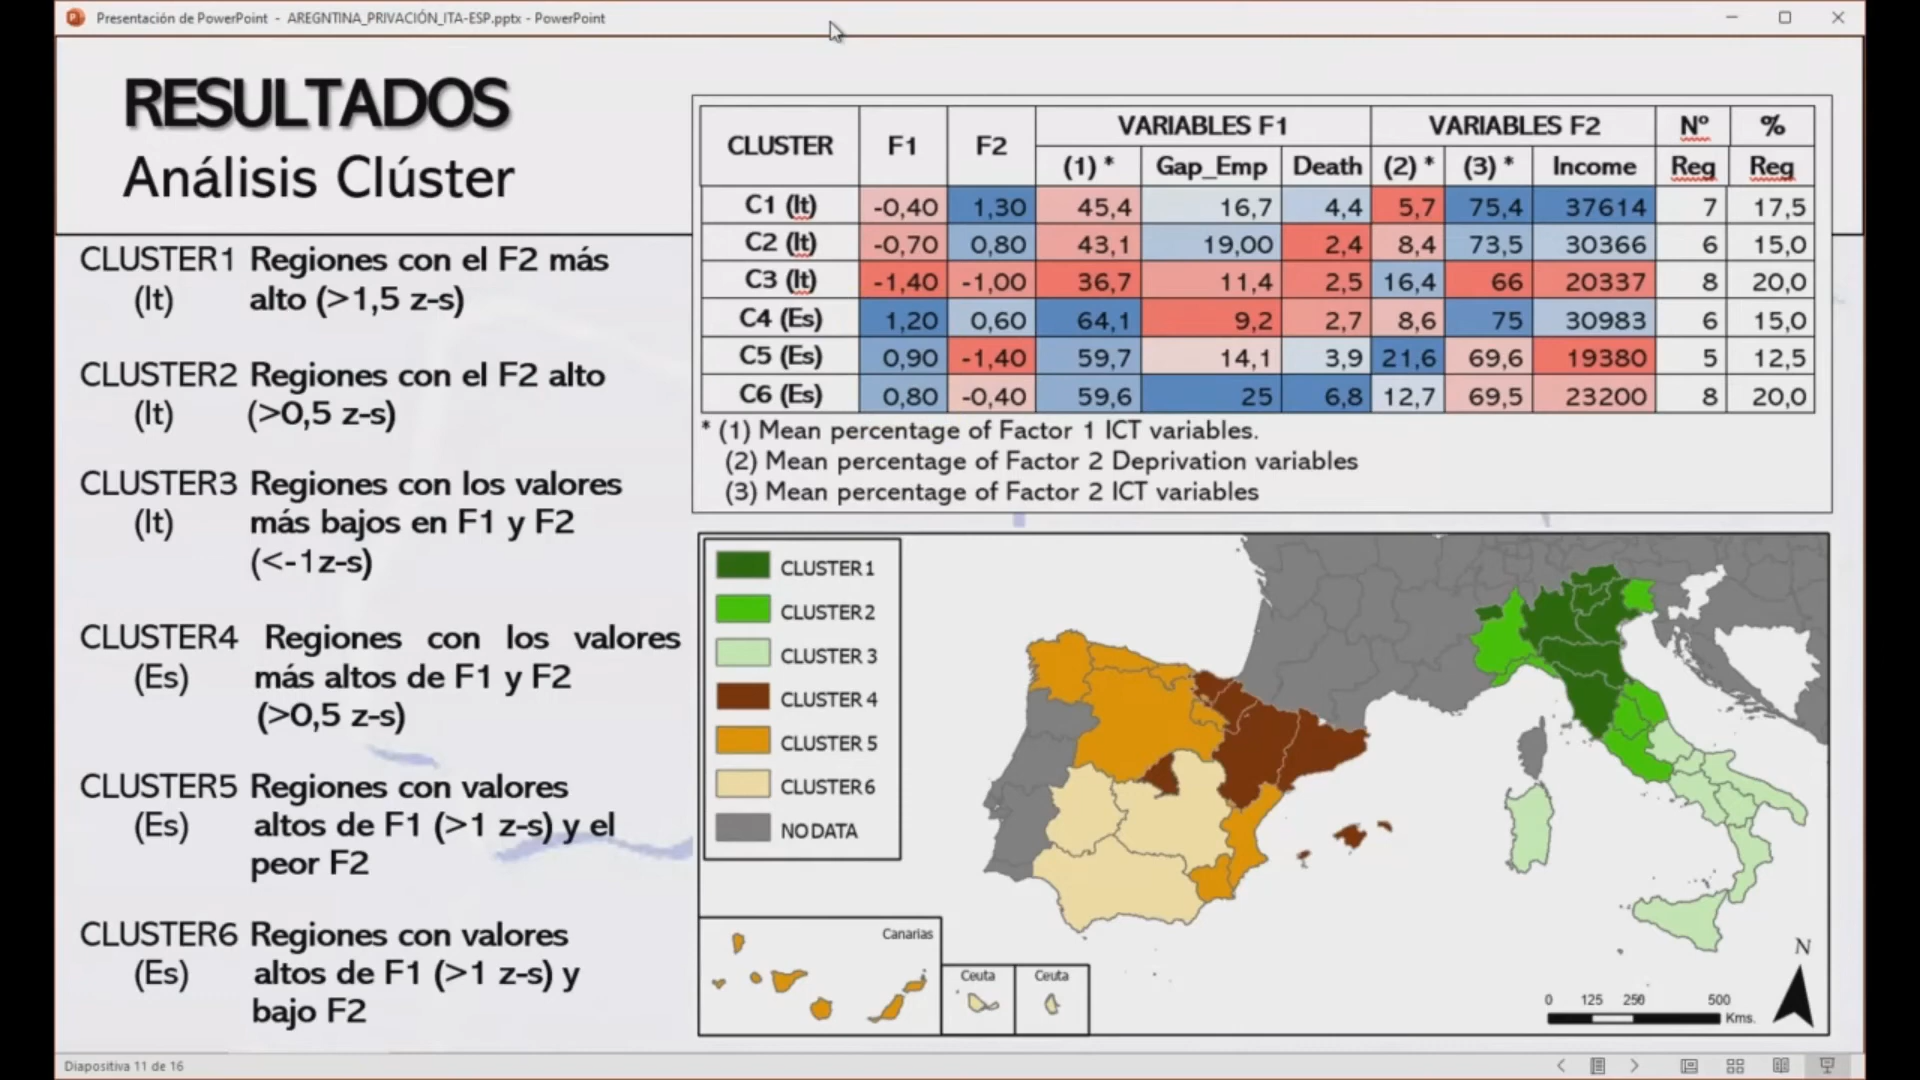 Presentación de PowerPoint - AREGNTINA_PRIVACIÓN_ITA-ESP.pptx - PowerPoint
RESULTADOS
Análisis Clúster
CLUSTER1 Regiones con el F2 más
(It) alto (>1,5 z-s)
CLUSTER2 Regiones con el F2 alto
(It) (>0,5 z-s)
CLUSTER3 Regiones con los valores
(It) más bajos en F1 y F2
(<-1z-s)
CLUSTER4 Regiones con los valores
(Es) más altos de F1 y F2
(>0,5 z-s)
CLUSTER5 Regiones con valores
(Es) altos de F1 (>1 z-s) y el
peor F2
CLUSTER6 Regiones con valores
(Es) altos de F1 (>1 z-s) y
bajo F2
CLUSTER F1 F2 VARIABLES F1 VARIABLES F2 Nº %
(1) * Gap_Emp Death (2) * (3) * Income Reg Reg
C1 (It) -0,40 1,30 45,4 16,7 4,4 5,7 75,4 37614 7 17,5
C2 (It) -0,70 0,80 43,1 19,00 2,4 8,4 73,5 30366 6 15,0
C3 (It) -1,40 -1,00 36,7 11,4 2,5 16,4 66 20337 8 20,0
C4 (Es) 1,20 0,60 64,1 9,2 2,7 8,6 75 30983 6 15,0
C5 (Es) 0,90 -1,40 59,7 14,1 3,9 21,6 69,6 19380 5 12,5
C6 (Es) 0,80 -0,40 59,6 25 6,8 12,7 69,5 23200 8 20,0
* (1) Mean percentage of Factor 1 ICT variables.
(2) Mean percentage of Factor 2 Deprivation variables
(3) Mean percentage of Factor 2 ICT variables
CLUSTER 1
CLUSTER 2
CLUSTER 3
CLUSTER 4
CLUSTER 5
CLUSTER 6
NO DATA
Canarias
Ceuta
Ceuta
N
0 125 250 500
Kms.
Diapositiva 11 de 16